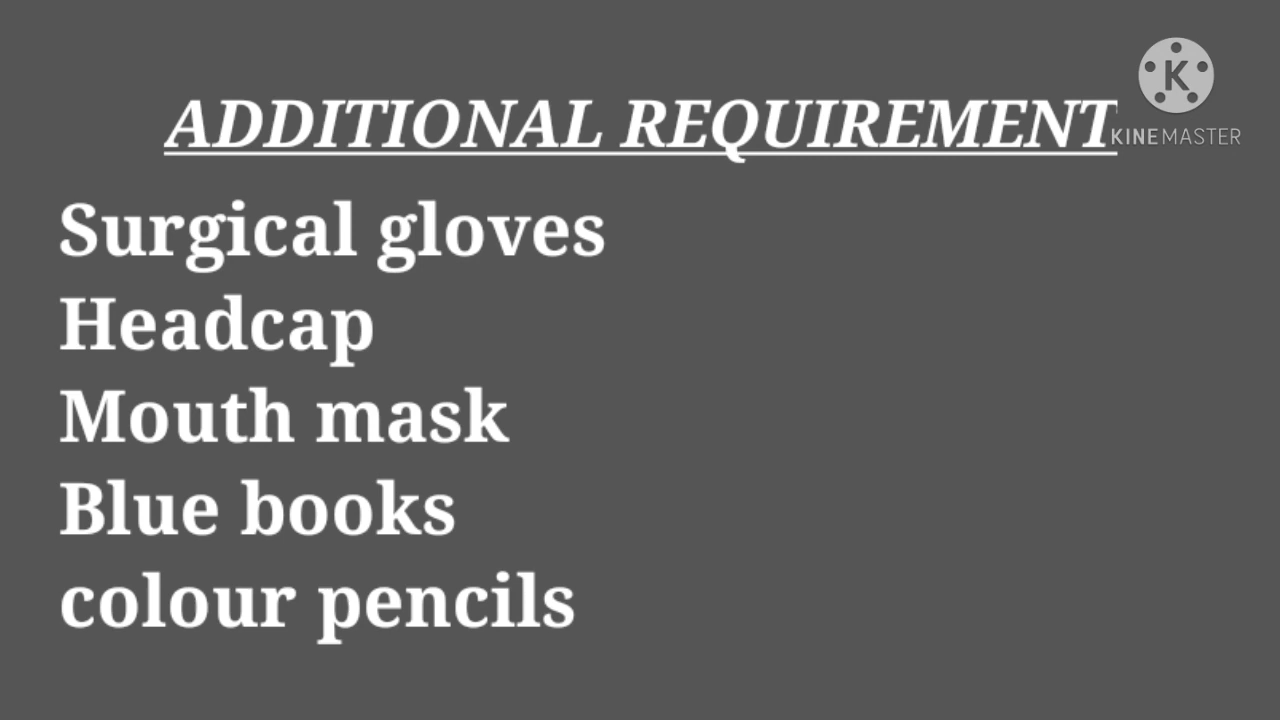 ADDITIONAL REQUIREMENT
K
KINEMASTER
Surgical gloves
Headcap
Mouth mask
Blue books
colour pencils